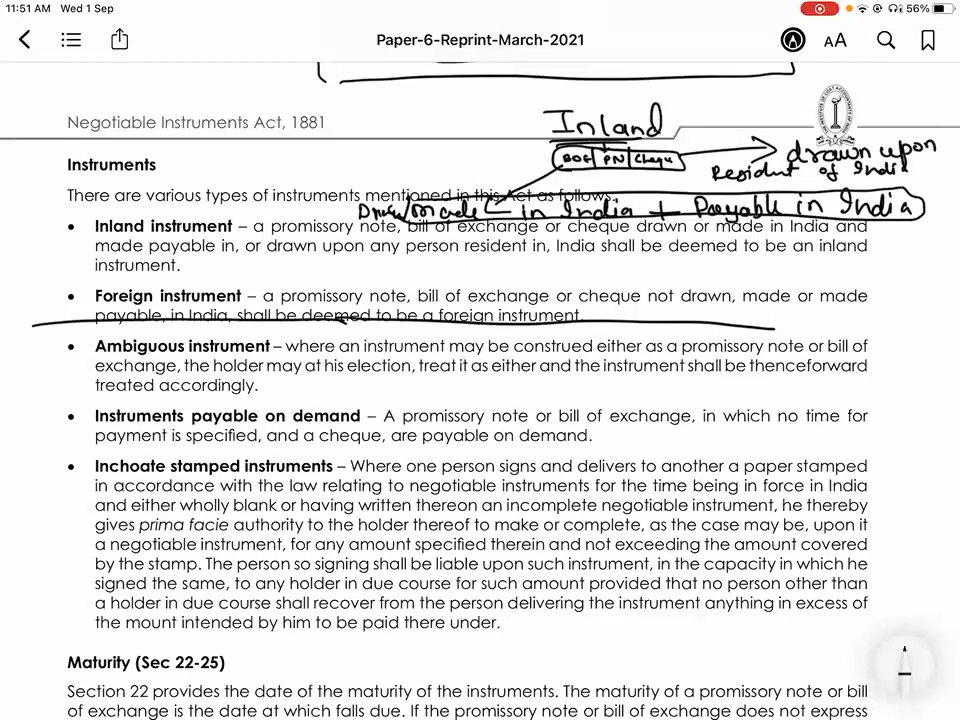 11:51 AM Wed 1 Sep
56%
Paper-6-Reprint-March-2021
AA
Negotiable Instruments Act, 1881
Inland
BOE PN Cheque
drawn upon
Resident of India
Instruments
There are various types of instruments mentioned in this Act as follows.
Drawn/made in India + Payable in India
• Inland instrument – a promissory note, bill of exchange or cheque drawn or made in India and
made payable in, or drawn upon any person resident in, India shall be deemed to be an inland
instrument.
• Foreign instrument – a promissory note, bill of exchange or cheque not drawn, made or made
payable, in India, shall be deemed to be a foreign instrument.
• Ambiguous instrument – where an instrument may be construed either as a promissory note or bill of
exchange, the holder may at his election, treat it as either and the instrument shall be thenceforward
treated accordingly.
• Instruments payable on demand – A promissory note or bill of exchange, in which no time for
payment is specified, and a cheque, are payable on demand.
• Inchoate stamped instruments – Where one person signs and delivers to another a paper stamped
in accordance with the law relating to negotiable instruments for the time being in force in India
and either wholly blank or having written thereon an incomplete negotiable instrument, he thereby
gives prima facie authority to the holder thereof to make or complete, as the case may be, upon it
a negotiable instrument, for any amount specified therein and not exceeding the amount covered
by the stamp. The person so signing shall be liable upon such instrument, in the capacity in which he
signed the same, to any holder in due course for such amount provided that no person other than
a holder in due course shall recover from the person delivering the instrument anything in excess of
the mount intended by him to be paid there under.
Maturity (Sec 22-25)
Section 22 provides the date of the maturity of the instruments. The maturity of a promissory note or bill
of exchange is the date at which falls due. If the promissory note or bill of exchange does not express